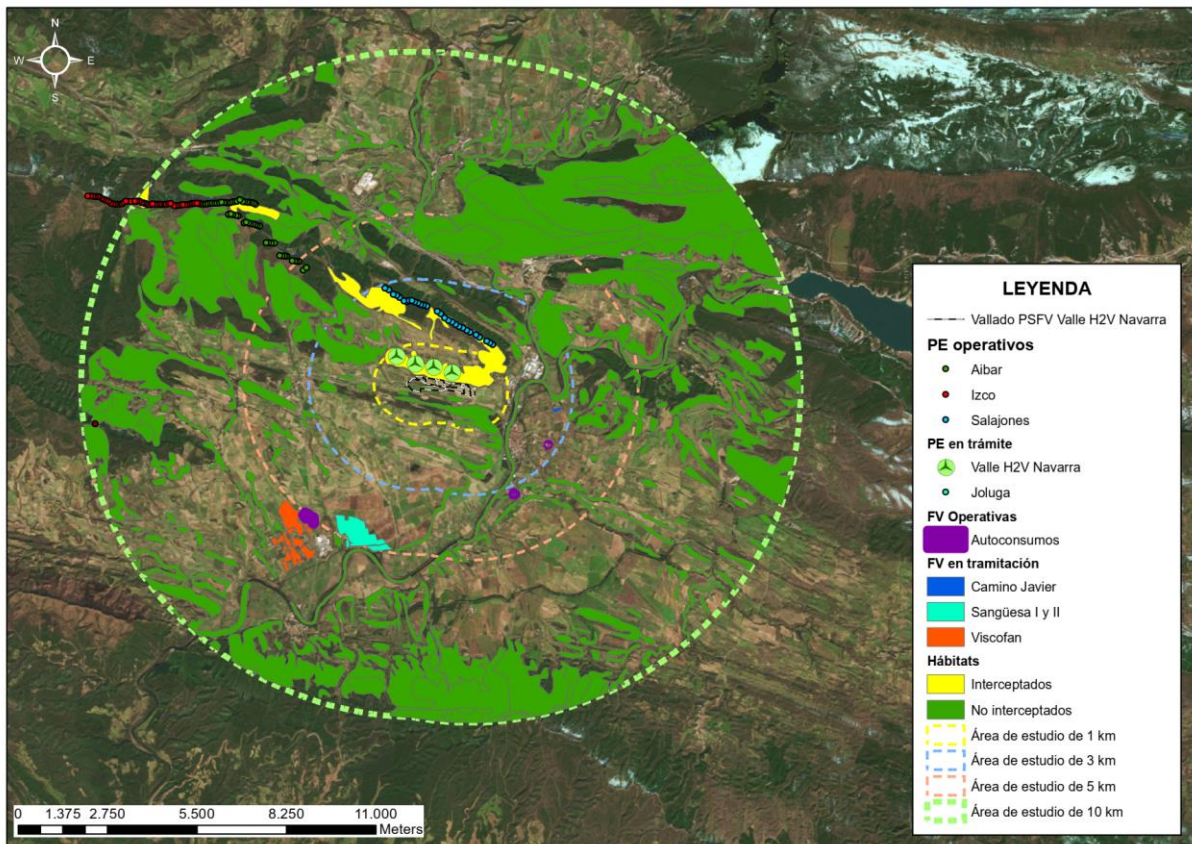 N
W E
S
LEYENDA
Vallado PSFV Valle H2V Navarra
PE operativos
Aibar
Izco
Salajones
PE en trámite
Valle H2V Navarra
Joluga
FV Operativas
Autoconsumos
FV en tramitación
Camino Javier
Sangüesa I y II
Viscofan
Hábitats
Interceptados
No interceptados
Área de estudio de 1 km
Área de estudio de 3 km
Área de estudio de 5 km
Área de estudio de 10 km
0 1.375 2.750 5.500 8.250 11.000
Meters